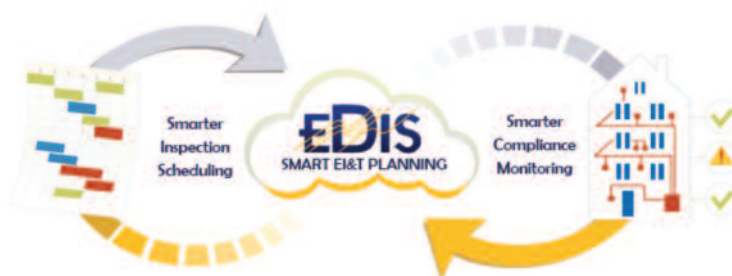 Smarter
Inspection
Scheduling
EDIS
SMART EI&T PLANNING
Smarter
Compliance
Monitoring